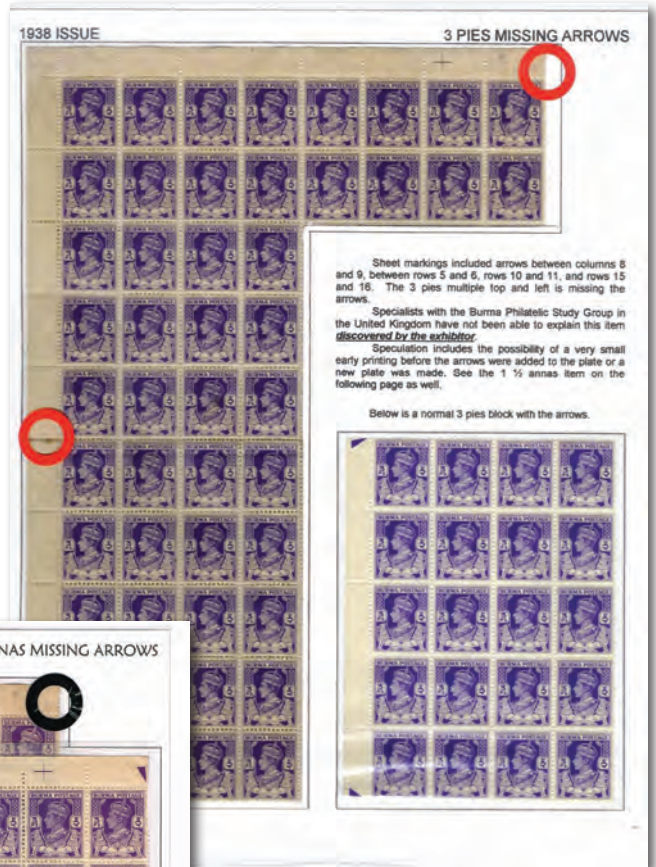 1938 ISSUE
3 PIES MISSING ARROWS
Sheet markings included arrows between columns 8
and 9, between rows 5 and 6, rows 10 and 11, and rows 15
and 16. The 3 pies multiple top and left is missing the
arrows.
Specialists with the Burma Philatelic Study Group in
the United Kingdom have not been able to explain this item
discovered by the exhibitor.
Speculation includes the possibility of a very small
early printing before the arrows were added to the plate or a
new plate was made. See the 1 ½ annas item on the
following page as well.
Below is a normal 3 pies block with the arrows.
BURMA POSTAGE
NAS MISSING ARROWS